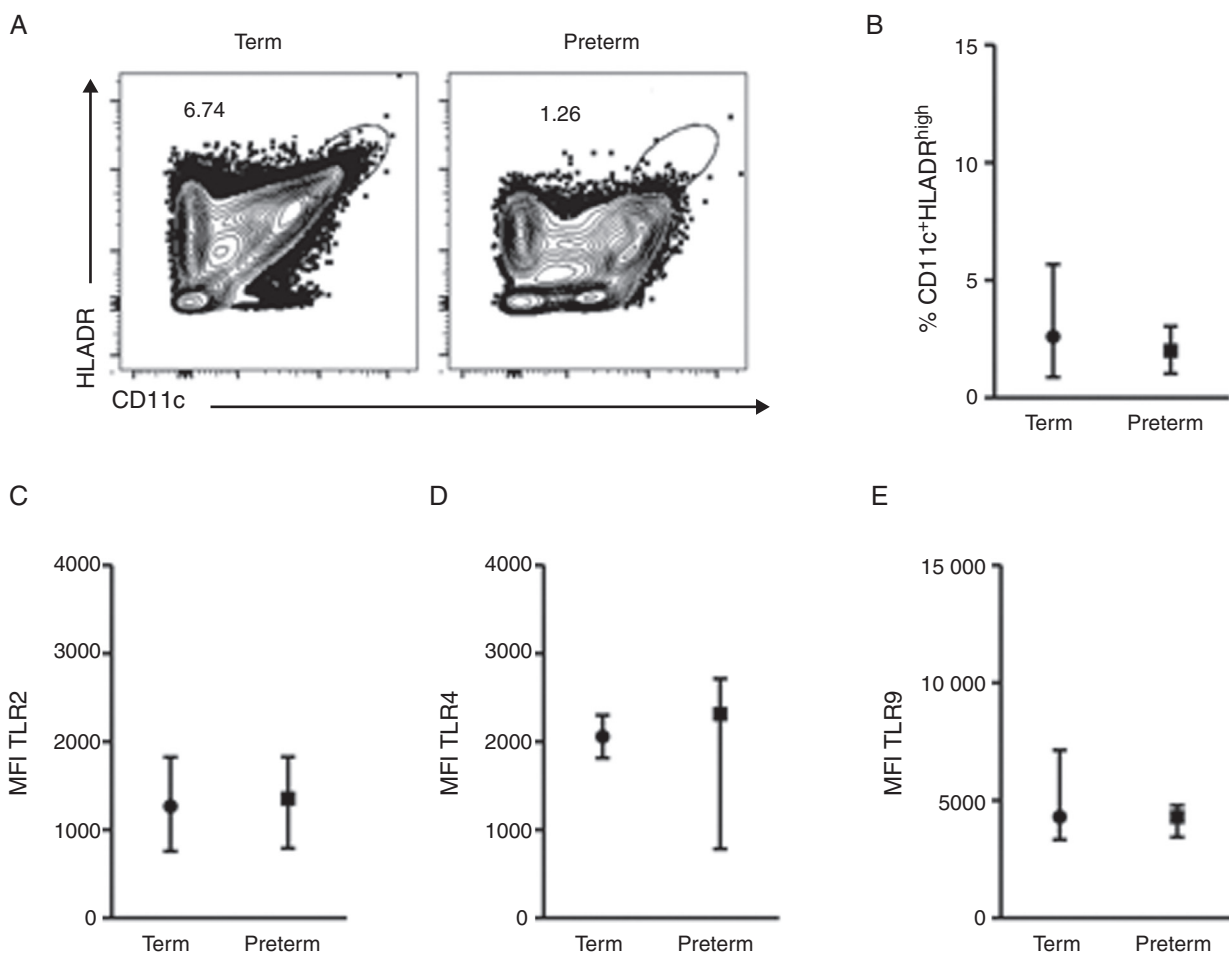 A
Term
Preterm
6.74
1.26
HLADR
CD11c
B
15
10
5
0
% CD11c+HLADRhigh
Term
Preterm
C
4000
3000
2000
1000
0
MFI TLR2
Term
Preterm
D
4000
3000
2000
1000
0
MFI TLR4
Term
Preterm
E
15 000
10 000
5000
0
MFI TLR9
Term
Preterm